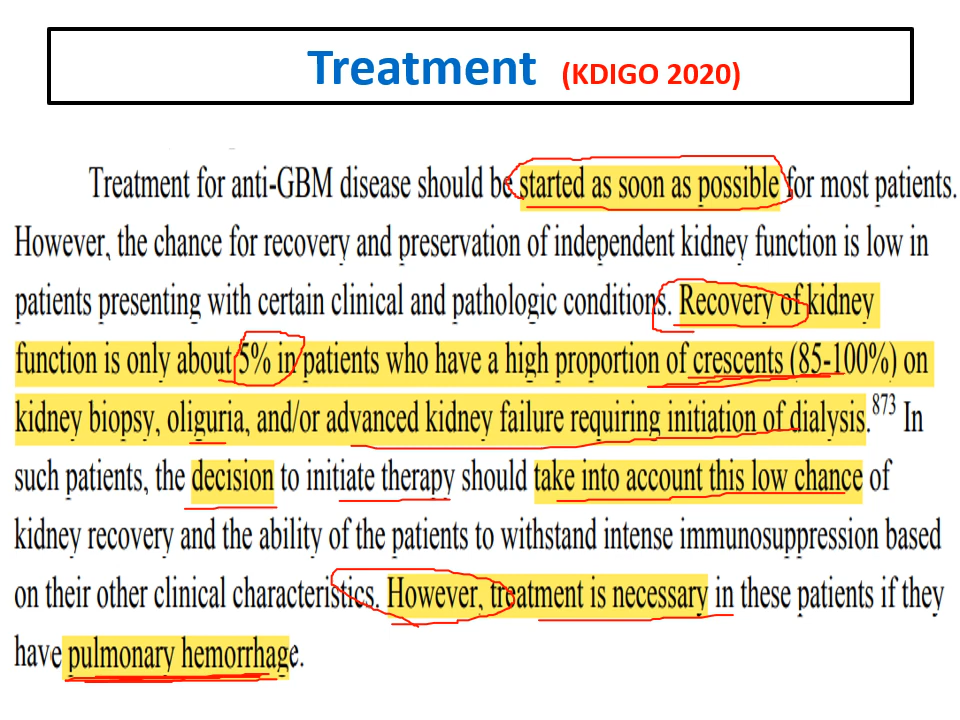 Treatment (KDIGO 2020)
Treatment for anti-GBM disease should be started as soon as possible for most patients.
However, the chance for recovery and preservation of independent kidney function is low in
patients presenting with certain clinical and pathologic conditions. Recovery of kidney
function is only about 5% in patients who have a high proportion of crescents (85-100%) on
kidney biopsy, oliguria, and/or advanced kidney failure requiring initiation of dialysis.873 In
such patients, the decision to initiate therapy should take into account this low chance of
kidney recovery and the ability of the patients to withstand intense immunosuppression based
on their other clinical characteristics. However, treatment is necessary in these patients if they
have pulmonary hemorrhage.